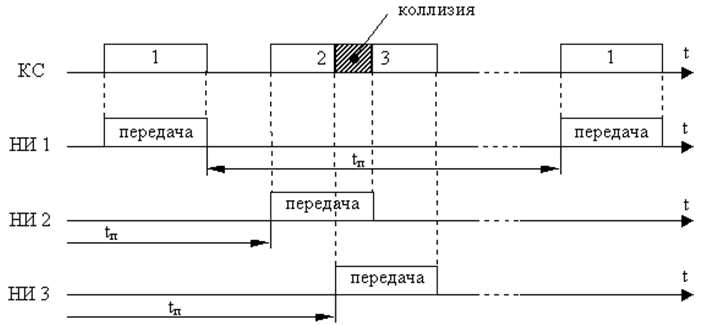 коллизия
КС 1 2 3 1 t
НИ 1 передача передача t
tп
НИ 2 передача t
tп
НИ 3 передача t
tп